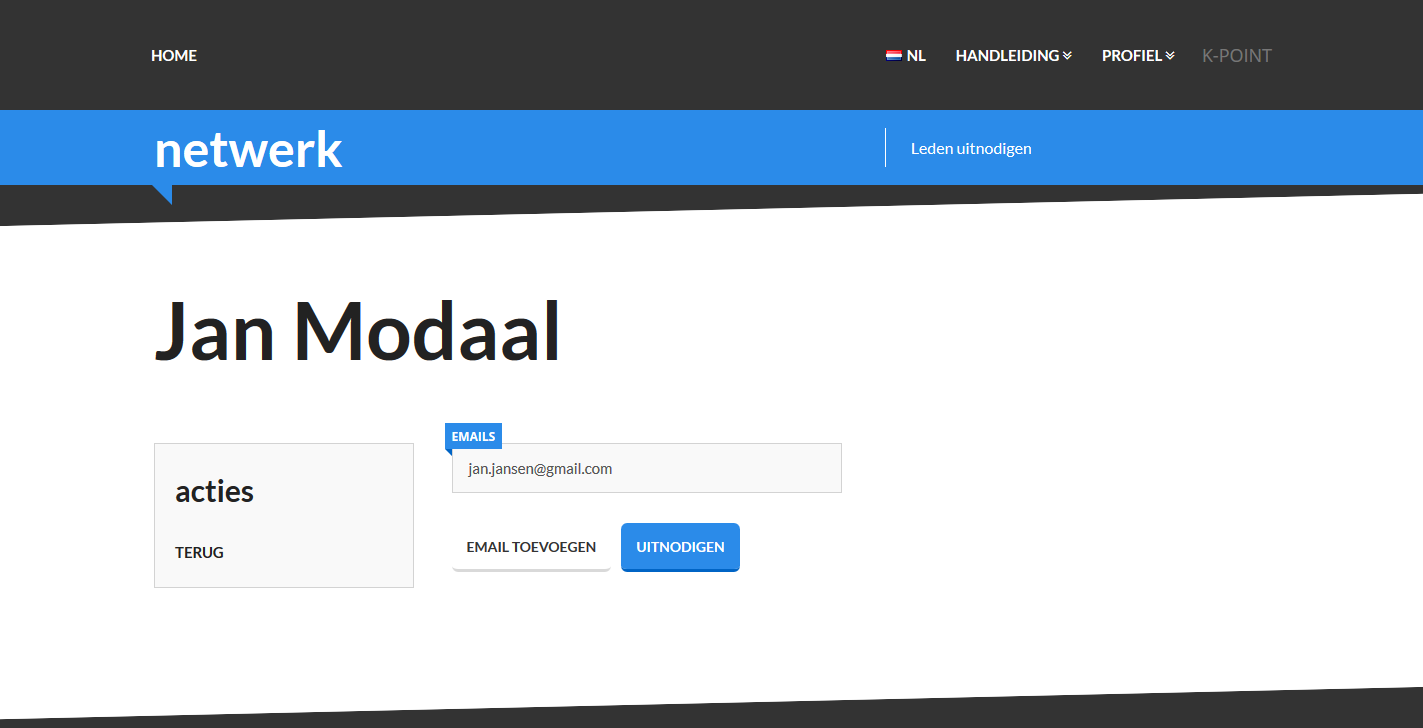 HOME
NL HANDLEIDING PROFIEL K-POINT
netwerk
Leden uitnodigen
Jan Modaal
acties
TERUG
EMAILS
jan.jansen@gmail.com
EMAIL TOEVOEGEN UITNODIGEN